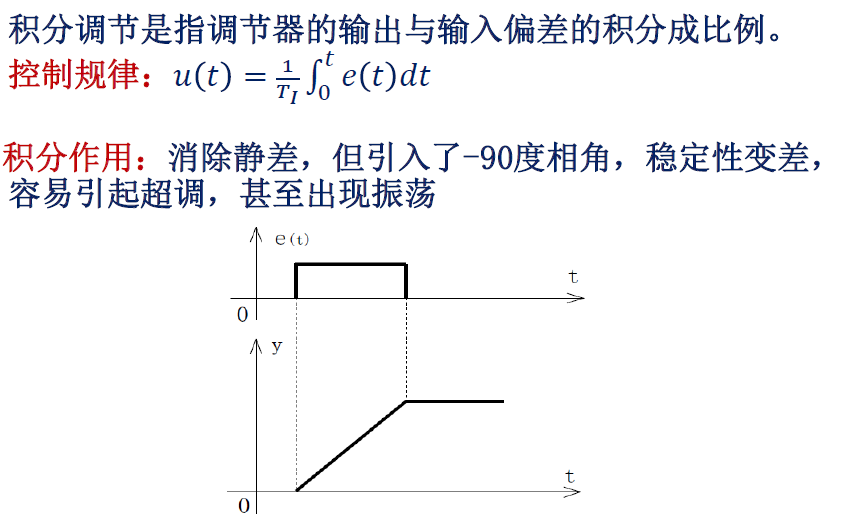 积分调节是指调节器的输出与输入偏差的积分成比例。
控制规律：u(t) = 1/T_I ∫_0^t e(t)dt
积分作用：消除静差，但引入了-90度相角，稳定性变差，
容易引起超调，甚至出现振荡
e(t)
t
0
y
t
0